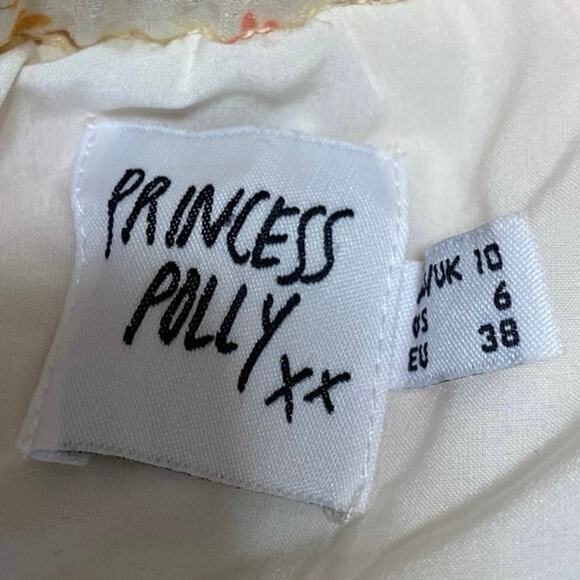 PRINCESS
POLLY
XX
/UK 10
US 6
EU 38